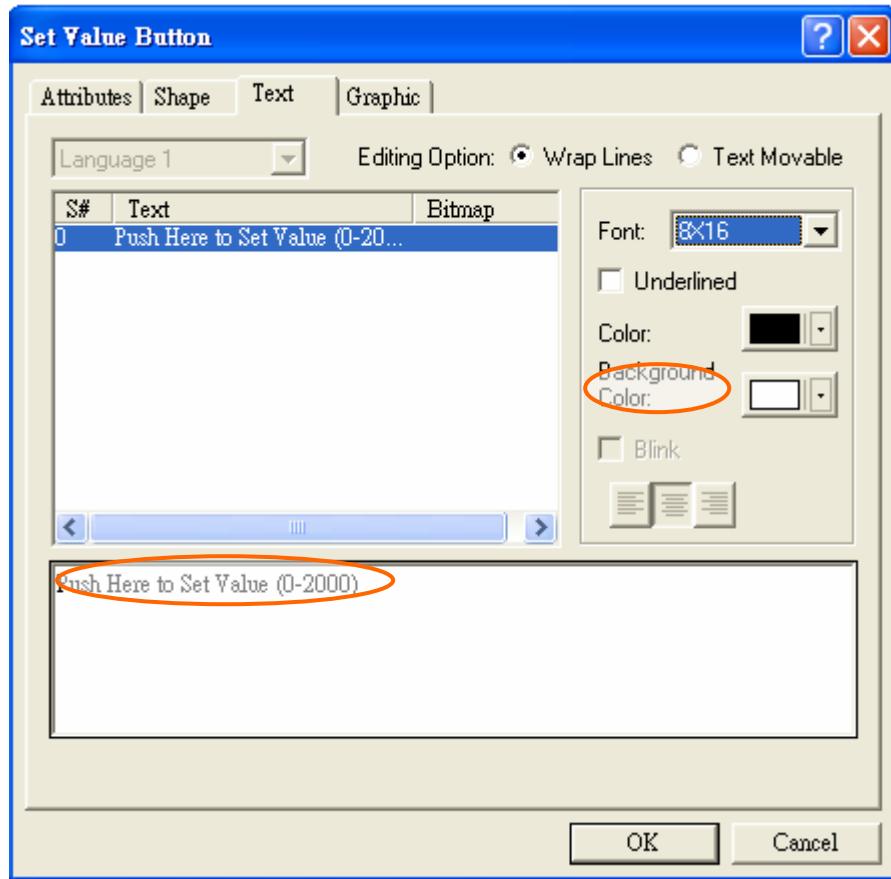 Set Value Button
Attributes Shape Text Graphic
Language 1 Editing Option: Wrap Lines Text Movable
S# Text Bitmap
0 Push Here to Set Value (0-20...
Font: 8X16
Underlined
Color:
Background
Color:
Blink
Push Here to Set Value (0-2000)
OK Cancel